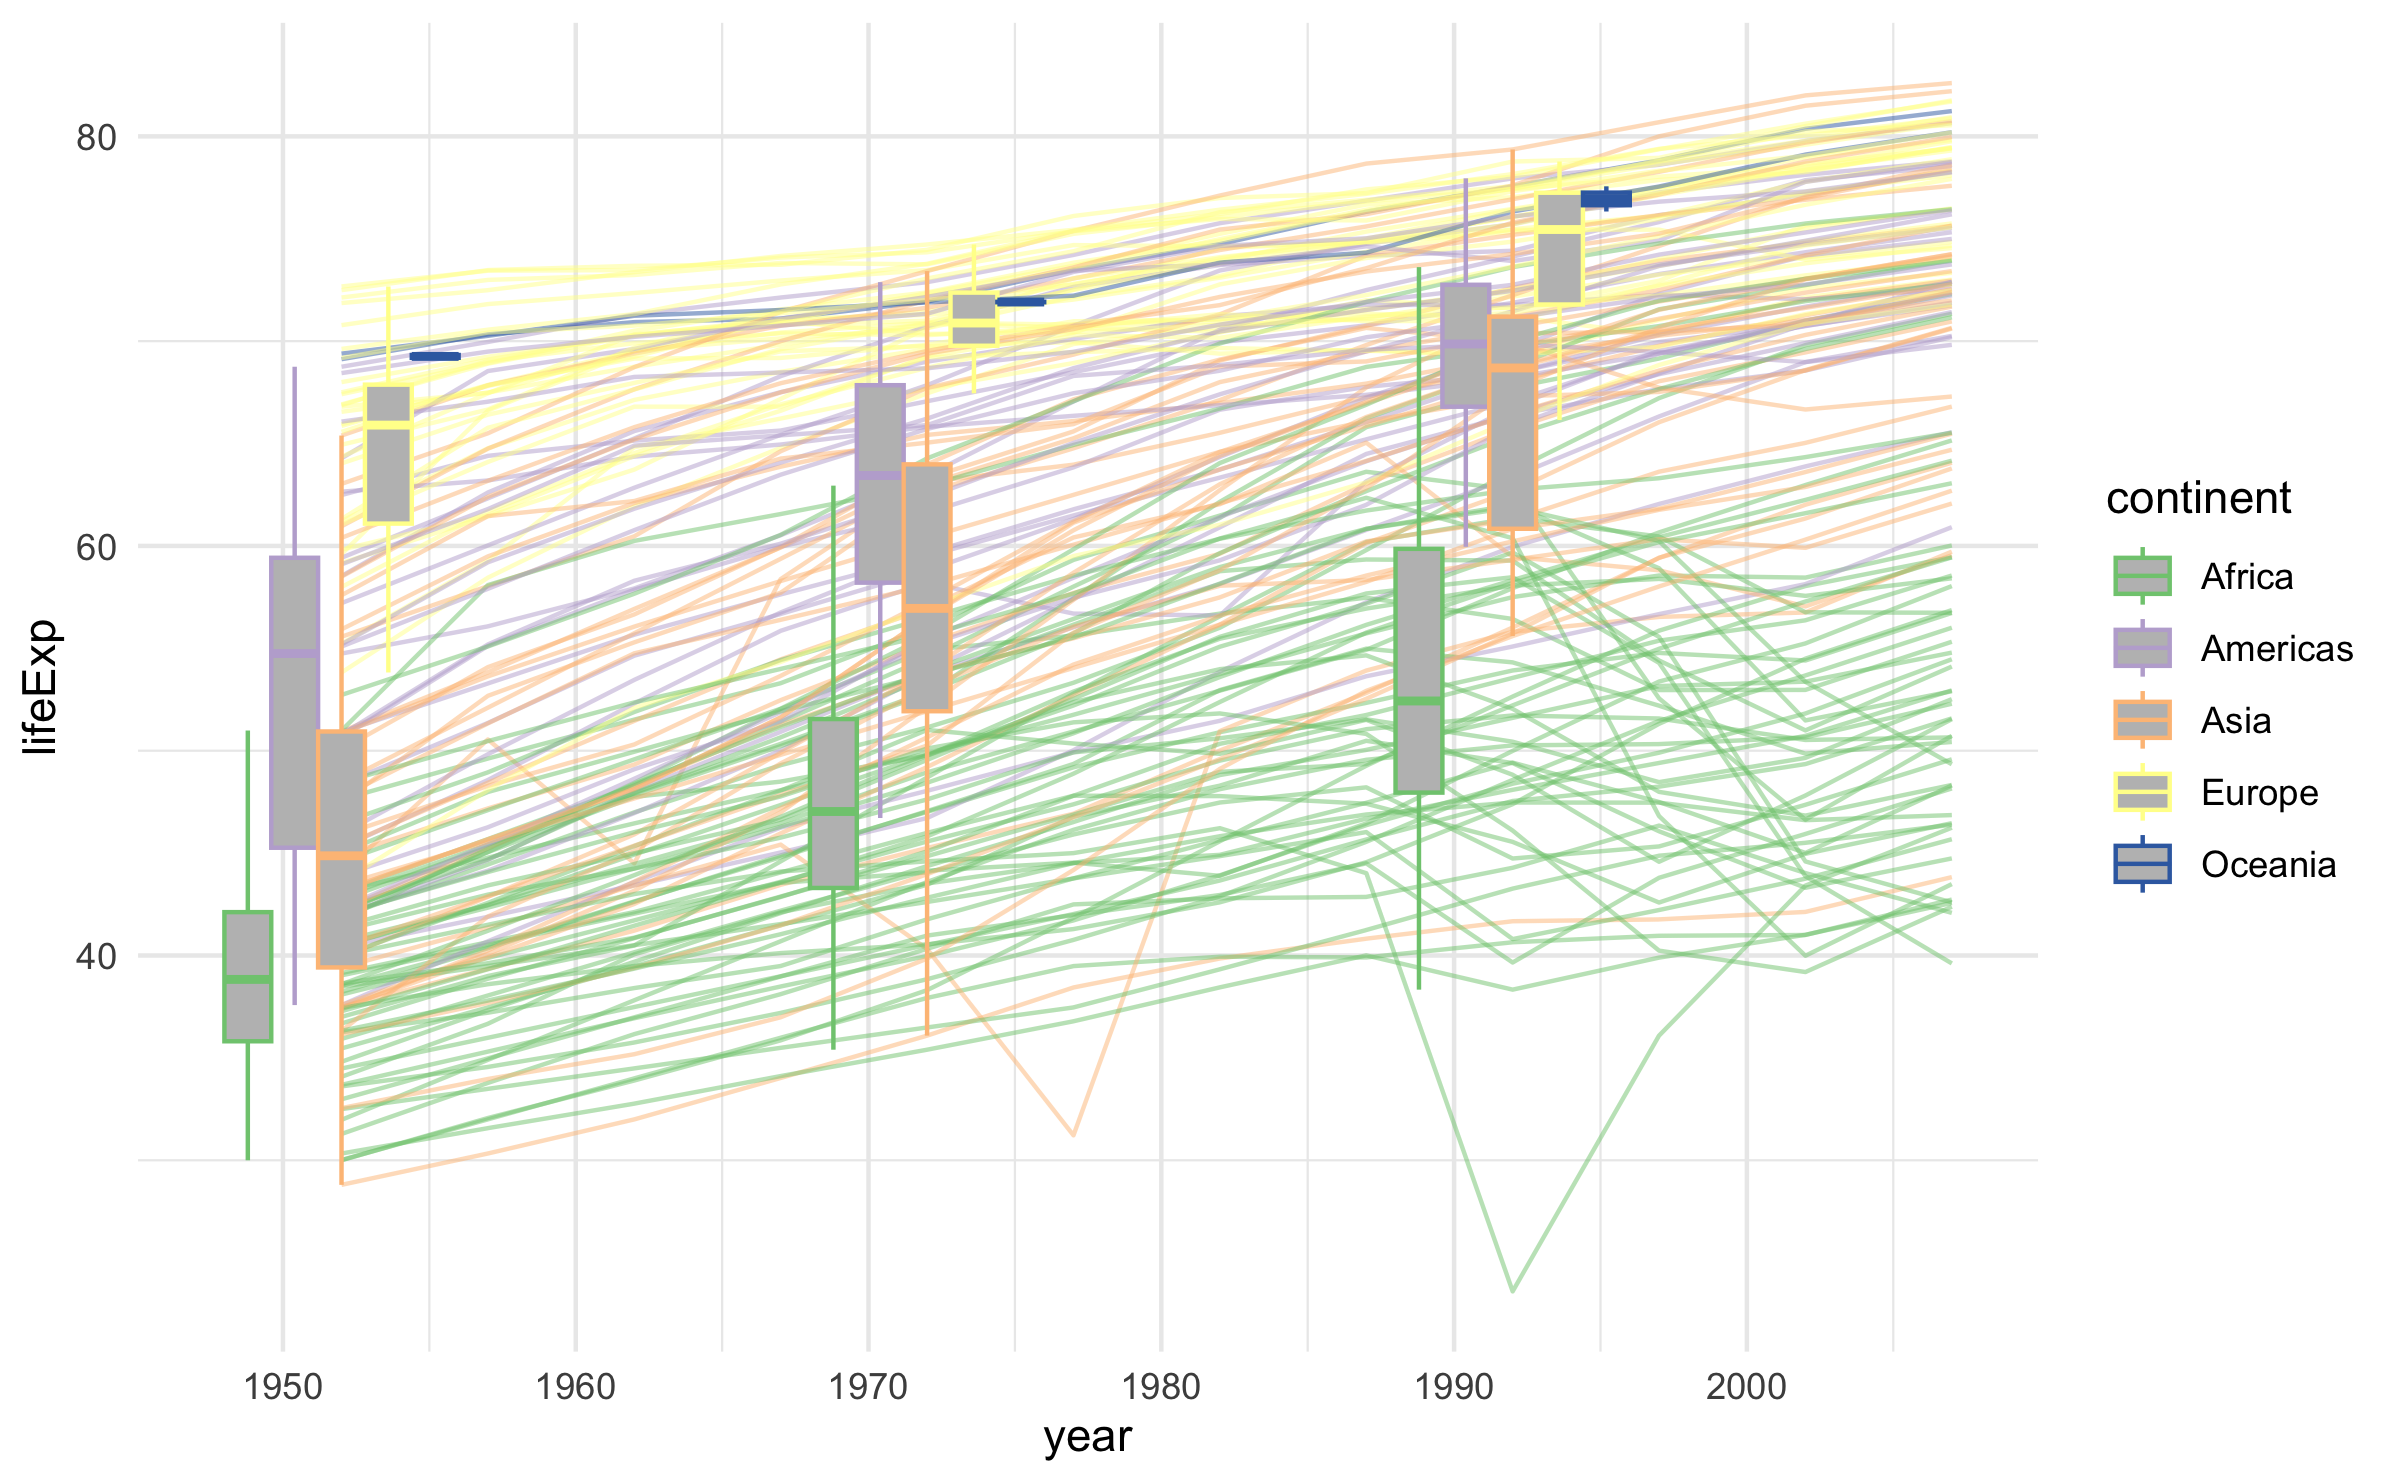 80
60
40
lifeExp
1950 1960 1970 1980 1990 2000
year
continent
Africa
Americas
Asia
Europe
Oceania